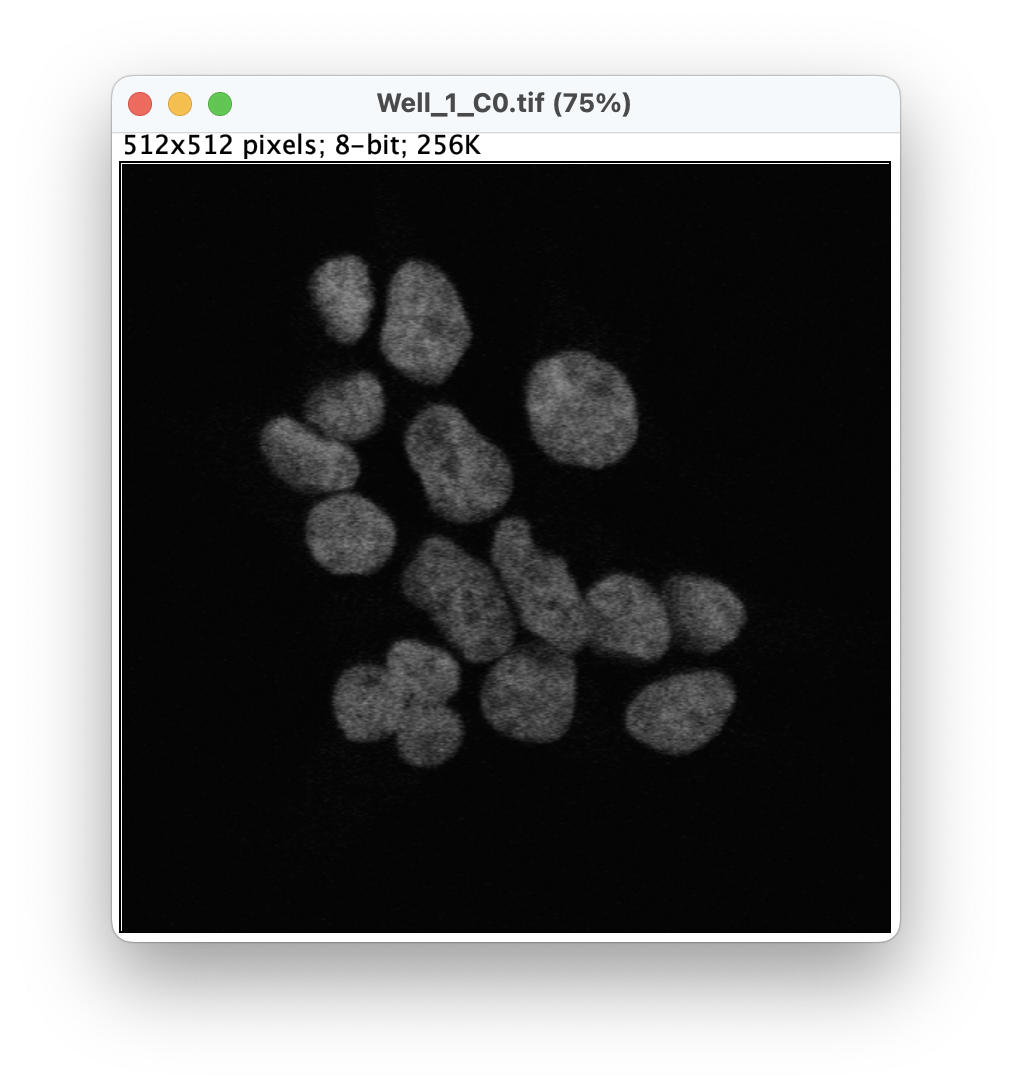 Well_1_C0.tif (75%)
512x512 pixels; 8-bit; 256K